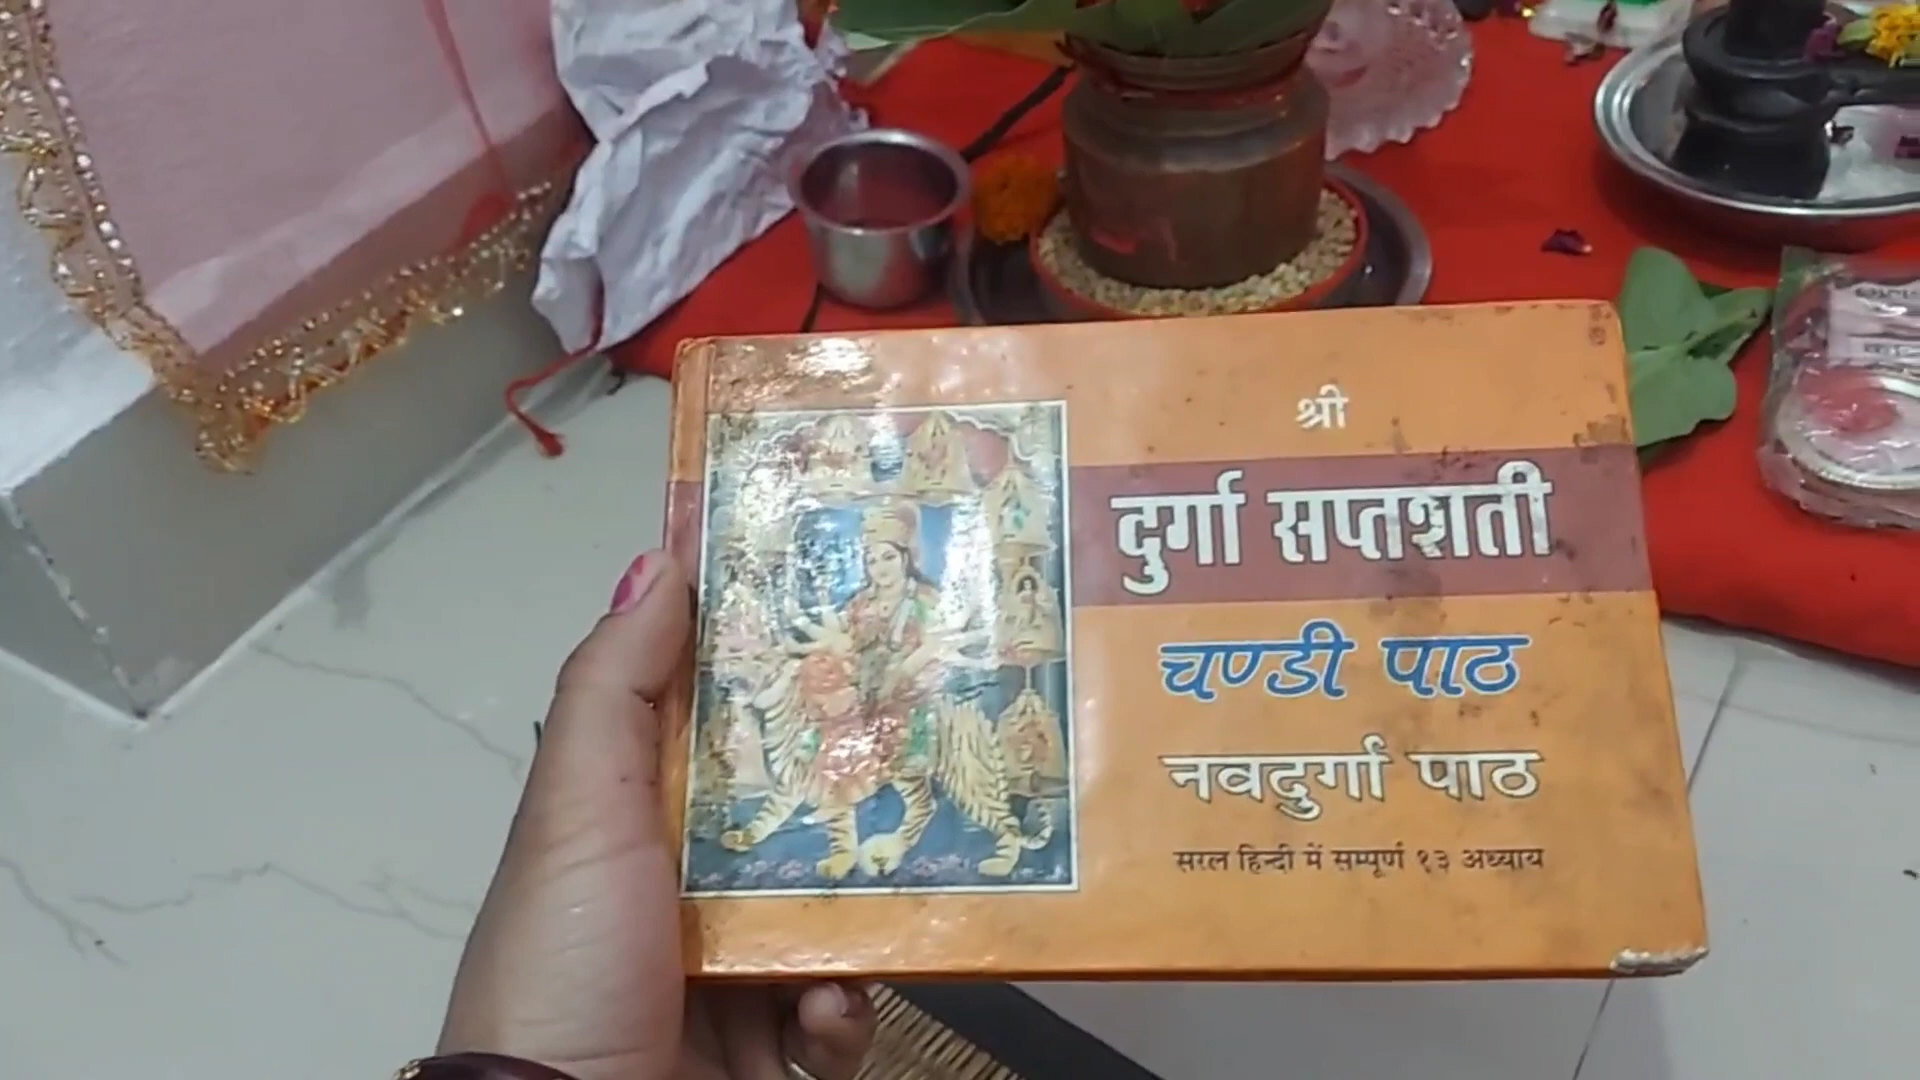 श्री
दुर्गा सप्तशती
चण्डी पाठ
नवदुर्गा पाठ
सरल हिन्दी में सम्पूर्ण १३ अध्याय